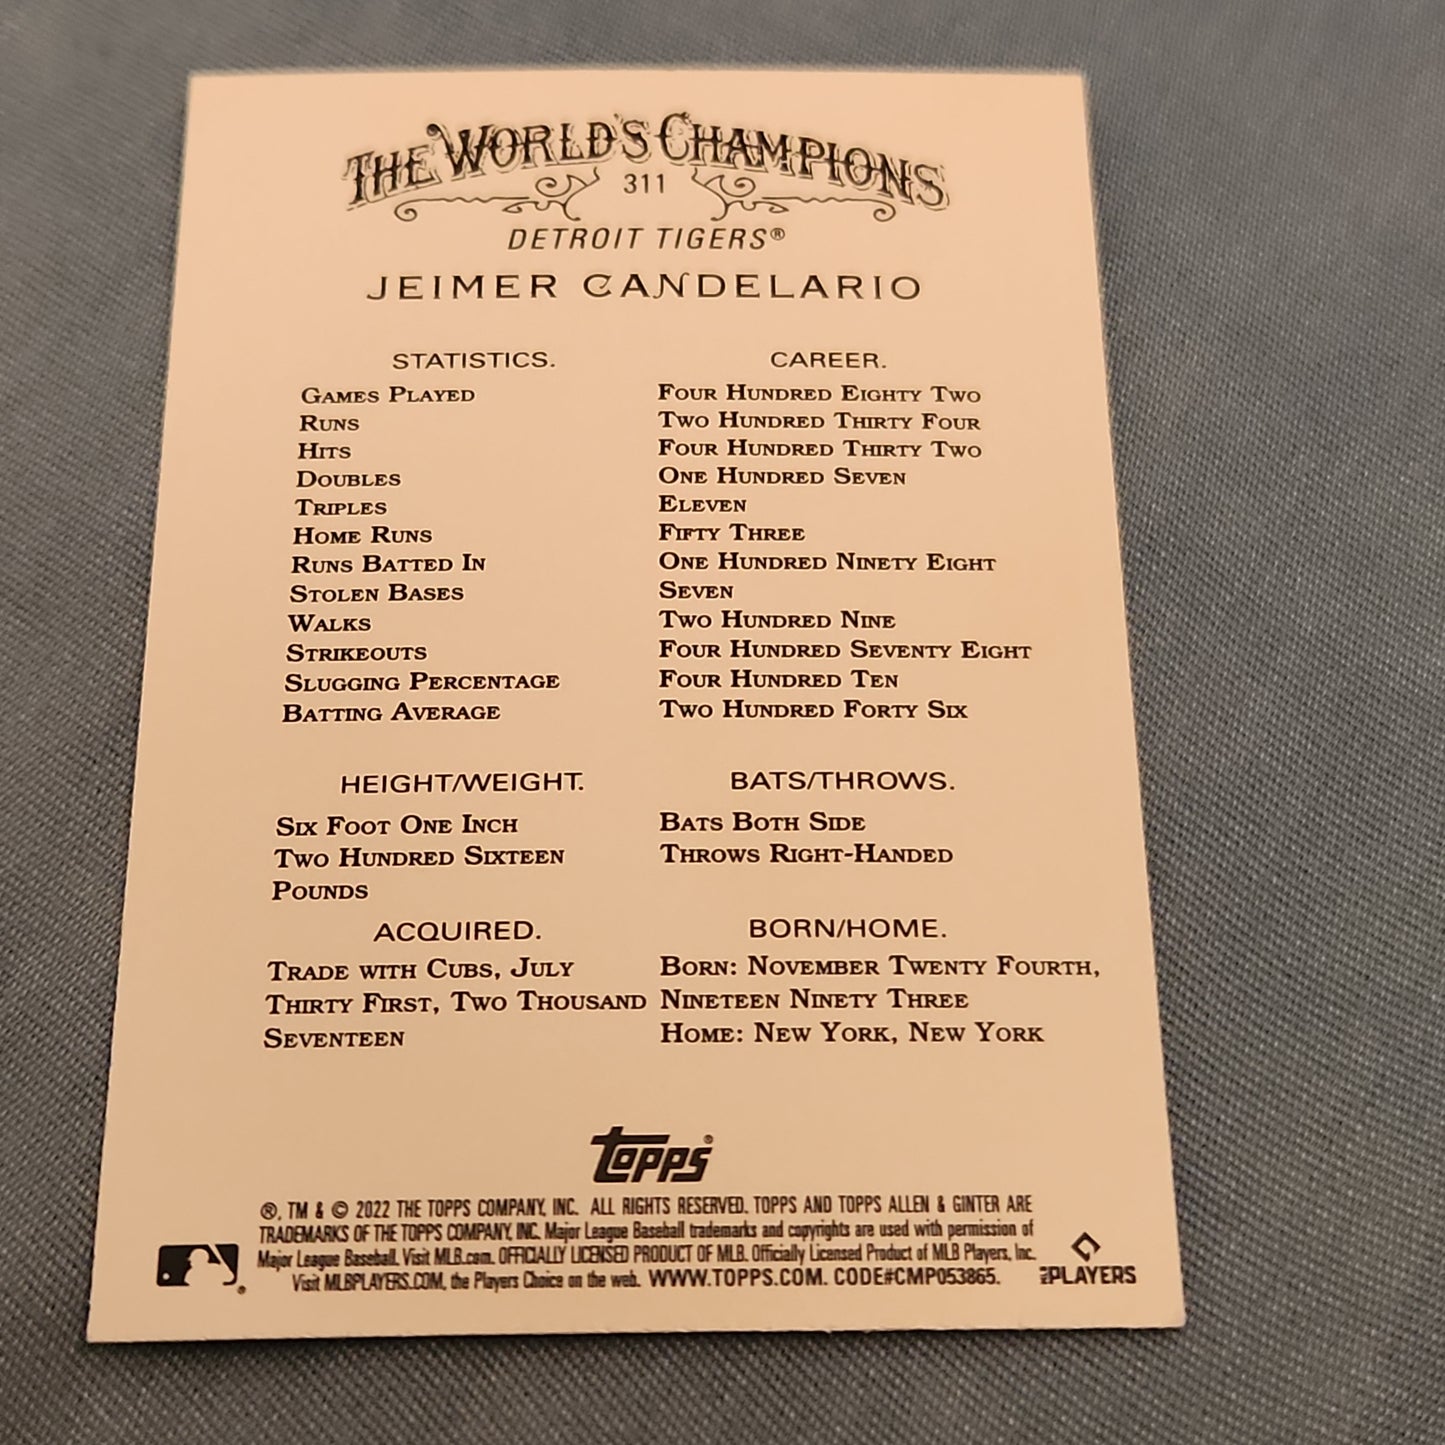 THE WORLD'S CHAMPIONS
311
DETROIT TIGERS®
JEIMER CANDELARIO
STATISTICS. CAREER.
GAMES PLAYED FOUR HUNDRED EIGHTY TWO
RUNS TWO HUNDRED THIRTY FOUR
HITS FOUR HUNDRED THIRTY TWO
DOUBLES ONE HUNDRED SEVEN
TRIPLES ELEVEN
HOME RUNS FIFTY THREE
RUNS BATTED IN ONE HUNDRED NINETY EIGHT
STOLEN BASES SEVEN
WALKS TWO HUNDRED NINE
STRIKEOUTS FOUR HUNDRED SEVENTY EIGHT
SLUGGING PERCENTAGE FOUR HUNDRED TEN
BATTING AVERAGE TWO HUNDRED FORTY SIX
HEIGHT/WEIGHT.
SIX FOOT ONE INCH
TWO HUNDRED SIXTEEN
POUNDS
BATS/THROWS.
BATS BOTH SIDE
THROWS RIGHT-HANDED
ACQUIRED.
TRADE WITH CUBS, JULY
THIRTY FIRST, TWO THOUSAND
SEVENTEEN
BORN/HOME.
BORN: NOVEMBER TWENTY FOURTH,
NINETEEN NINETY THREE
HOME: NEW YORK, NEW YORK
topps®
®, TM & © 2022 THE TOPPS COMPANY, INC. ALL RIGHTS RESERVED. TOPPS AND TOPPS ALLEN & GINTER ARE
TRADEMARKS OF THE TOPPS COMPANY, INC. Major League Baseball trademarks and copyrights are used with permission of
Major League Baseball. Visit MLB.com. OFFICIALLY LICENSED PRODUCT OF MLB. Officially Licensed Product of MLB Players, Inc.
Visit MLBPLAYERS.COM, the Players Choice on the web. WWW.TOPPS.COM. CODE#CMP053865.
MLB PLAYERS